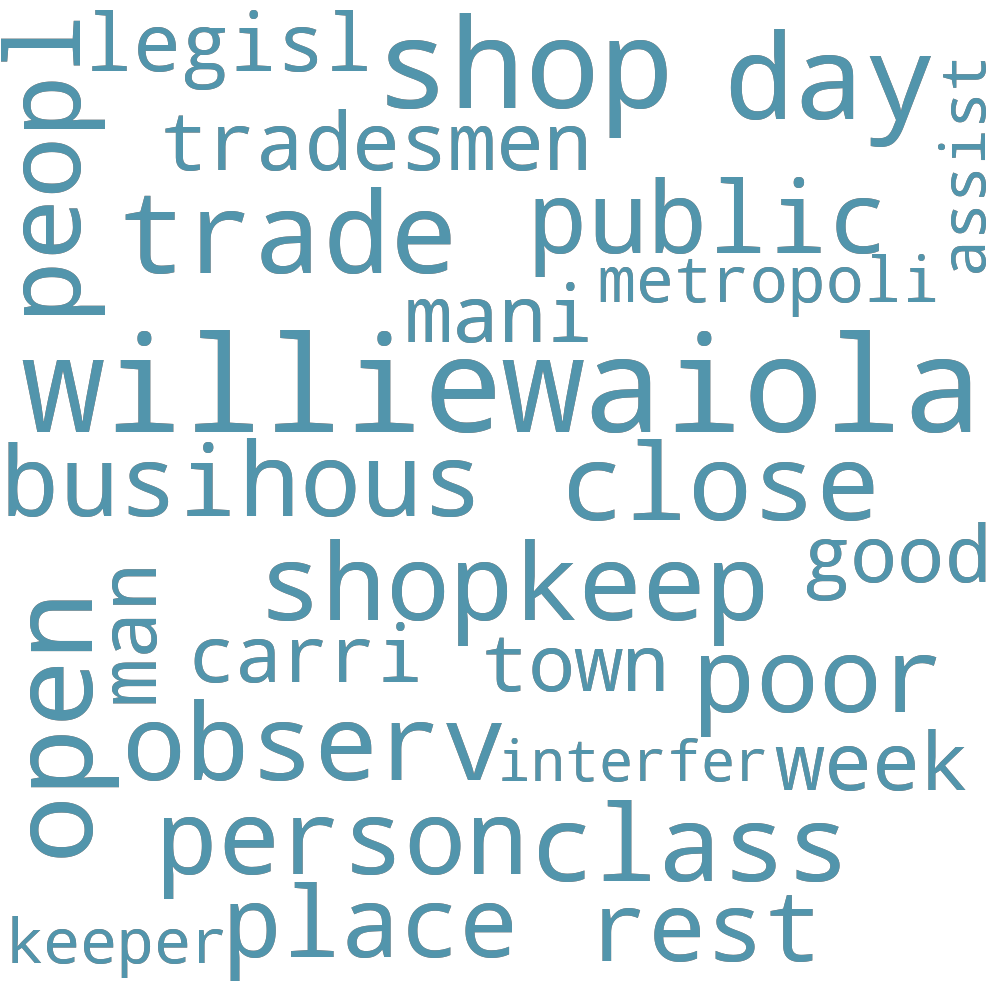 legisl
shop
day
peopl
assist
tradesmen
trade
public
metropoli
mani
williewaiola
busihous
close
good
shopkeep
open
man
carri
town
poor
observ
interfer
week
person
class
place
rest
keeper